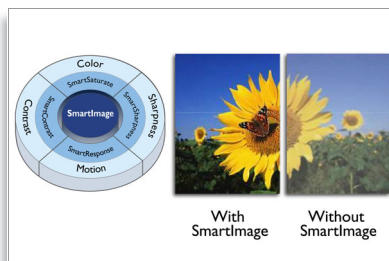 Color
SmartSaturate
Contrast
SmartContrast
SmartImage
SmartSharpness
Sharpness
SmartResponse
Motion
With
SmartImage
Without
SmartImage